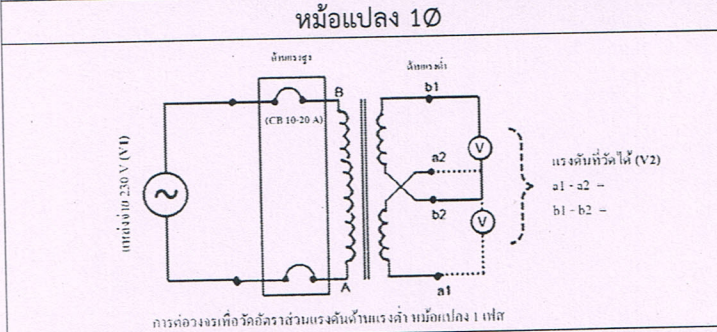 หม้อแปลง 1Ø
ด้านแรงสูง
ด้านแรงต่ำ
B
b1
(CB 10-20 A)
V
a2
แหล่งจ่าย 230 V (V1)
แรงดันที่วัดได้ (V2)
a1 - a2 =
b1 - b2 =
b2
V
A
a1
การต่อวงจรเพื่อวัดอัตราส่วนแรงดันด้านแรงต่ำ หม้อแปลง 1 เฟส